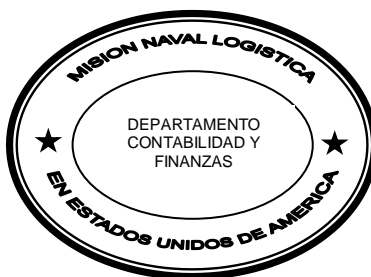 MISION NAVAL LOGISTICA
DEPARTAMENTO
CONTABILIDAD Y
FINANZAS
EN ESTADOS UNIDOS DE AMERICA